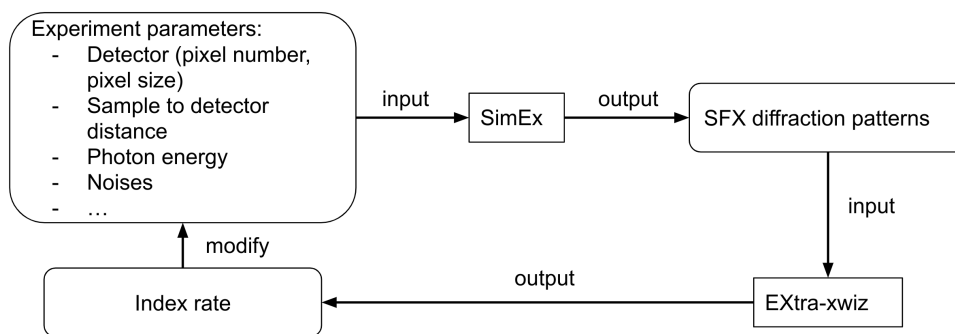 Experiment parameters:
- Detector (pixel number,
pixel size)
- Sample to detector
distance
- Photon energy
- Noises
- …
input
SimEx
output
SFX diffraction patterns
input
modify
output
Index rate
EXtra-xwiz